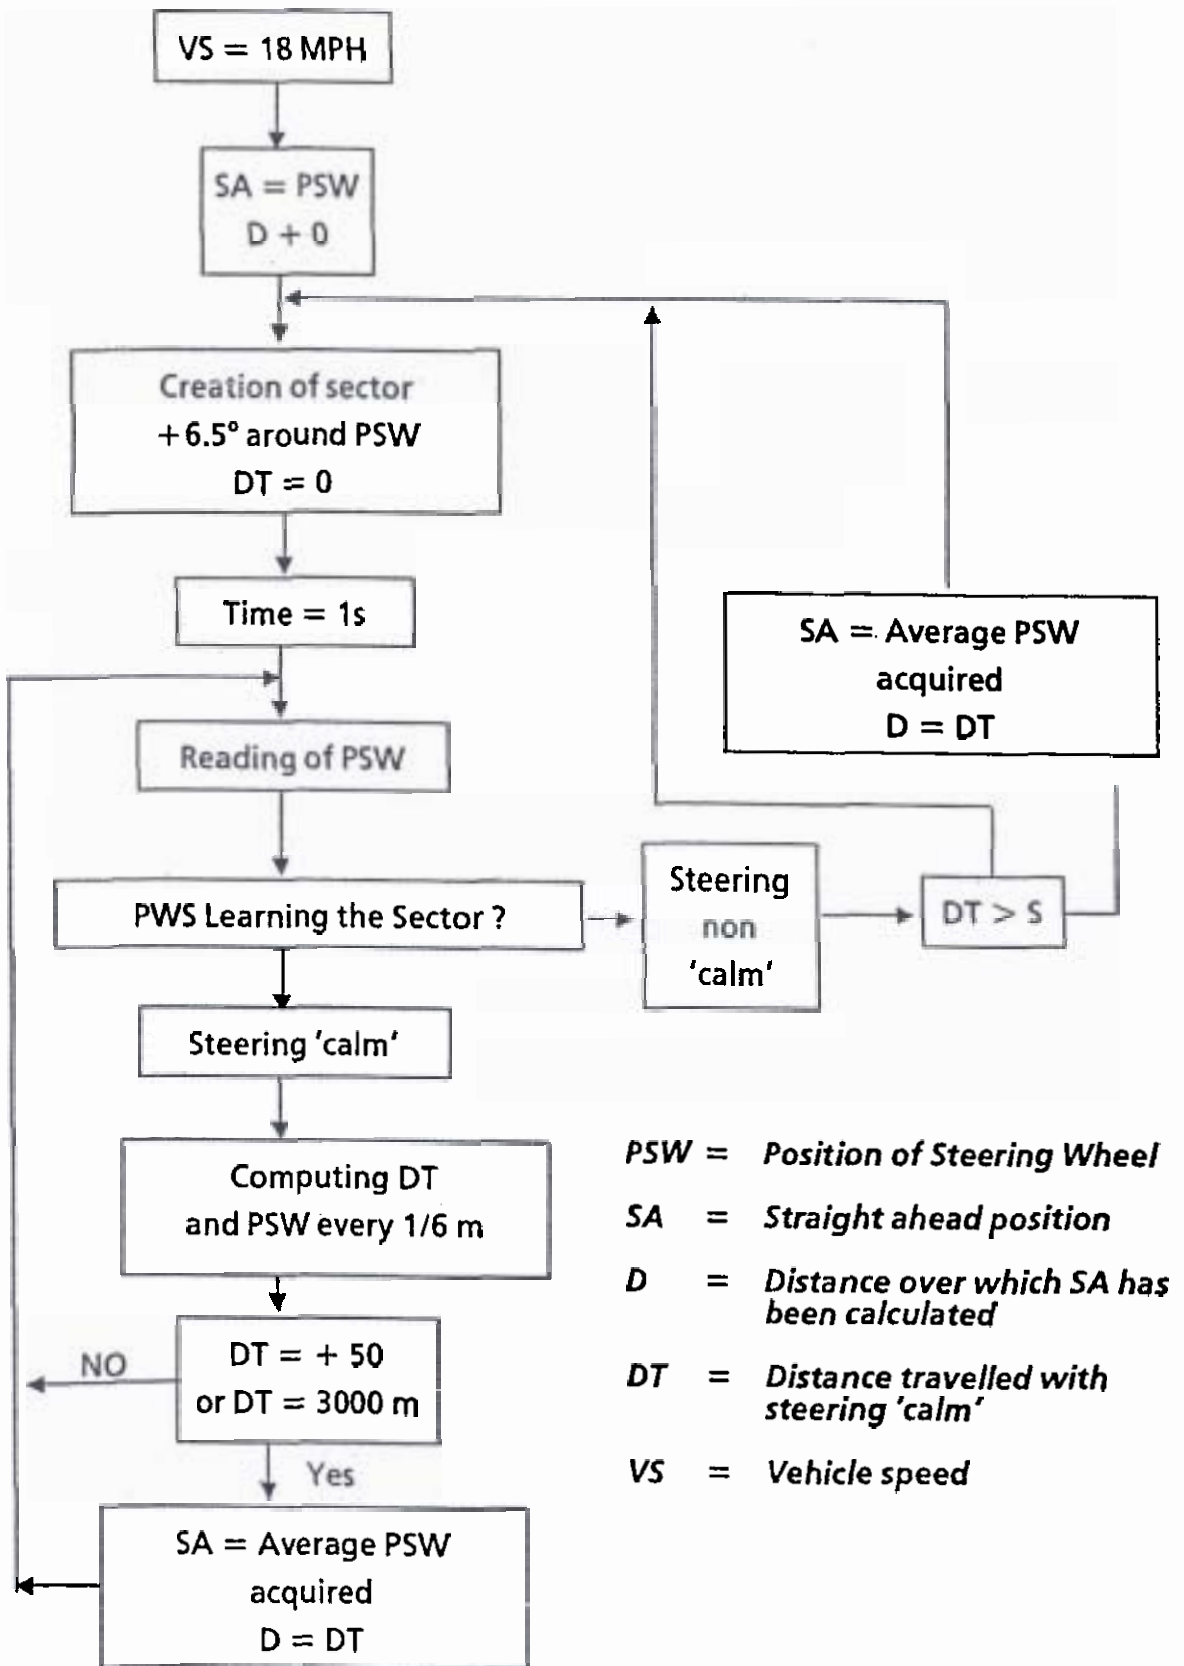 VS = 18 MPH
SA = PSW
D + 0
Creation of sector
+6.5° around PSW
DT = 0
Time = 1s
SA = Average PSW
acquired
D = DT
Reading of PSW
PWS Learning the Sector ?
Steering
non
'calm'
DT > S
Steering 'calm'
Computing DT
and PSW every 1/6 m
NO
DT = + 50
or DT = 3000 m
Yes
SA = Average PSW
acquired
D = DT
PSW = Position of Steering Wheel
SA = Straight ahead position
D = Distance over which SA has
been calculated
DT = Distance travelled with
steering 'calm'
VS = Vehicle speed